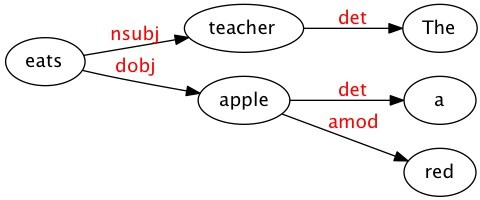 nsubj
teacher
det
The
eats
dobj
apple
det
a
amod
red